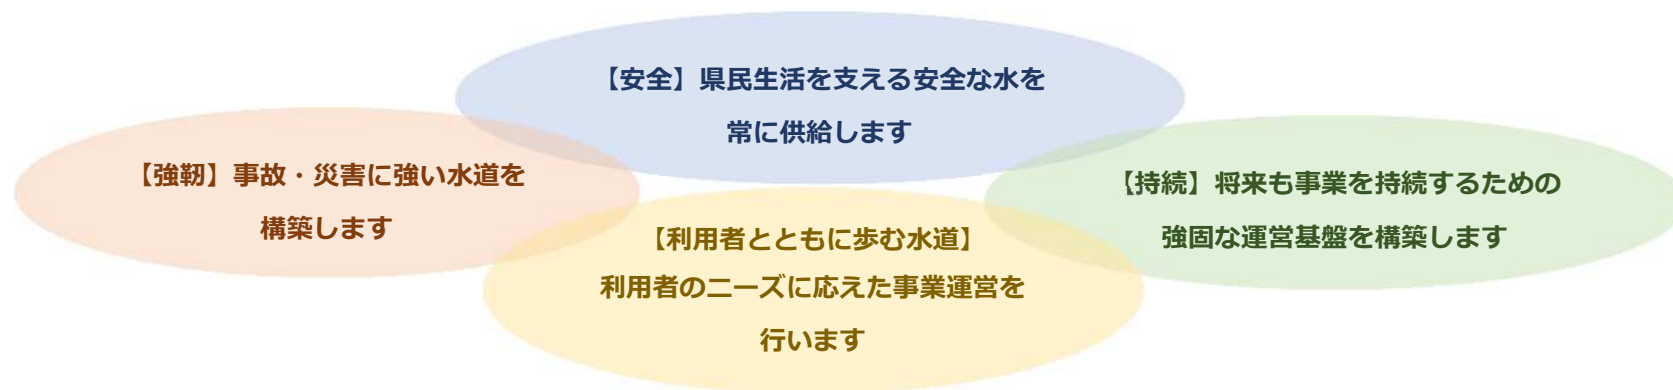 【安全】県民生活を支える安全な水を
常に供給します
【強靭】事故・災害に強い水道を
構築します
【持続】将来も事業を持続するための
強固な運営基盤を構築します
【利用者とともに歩む水道】
利用者のニーズに応えた事業運営を
行います